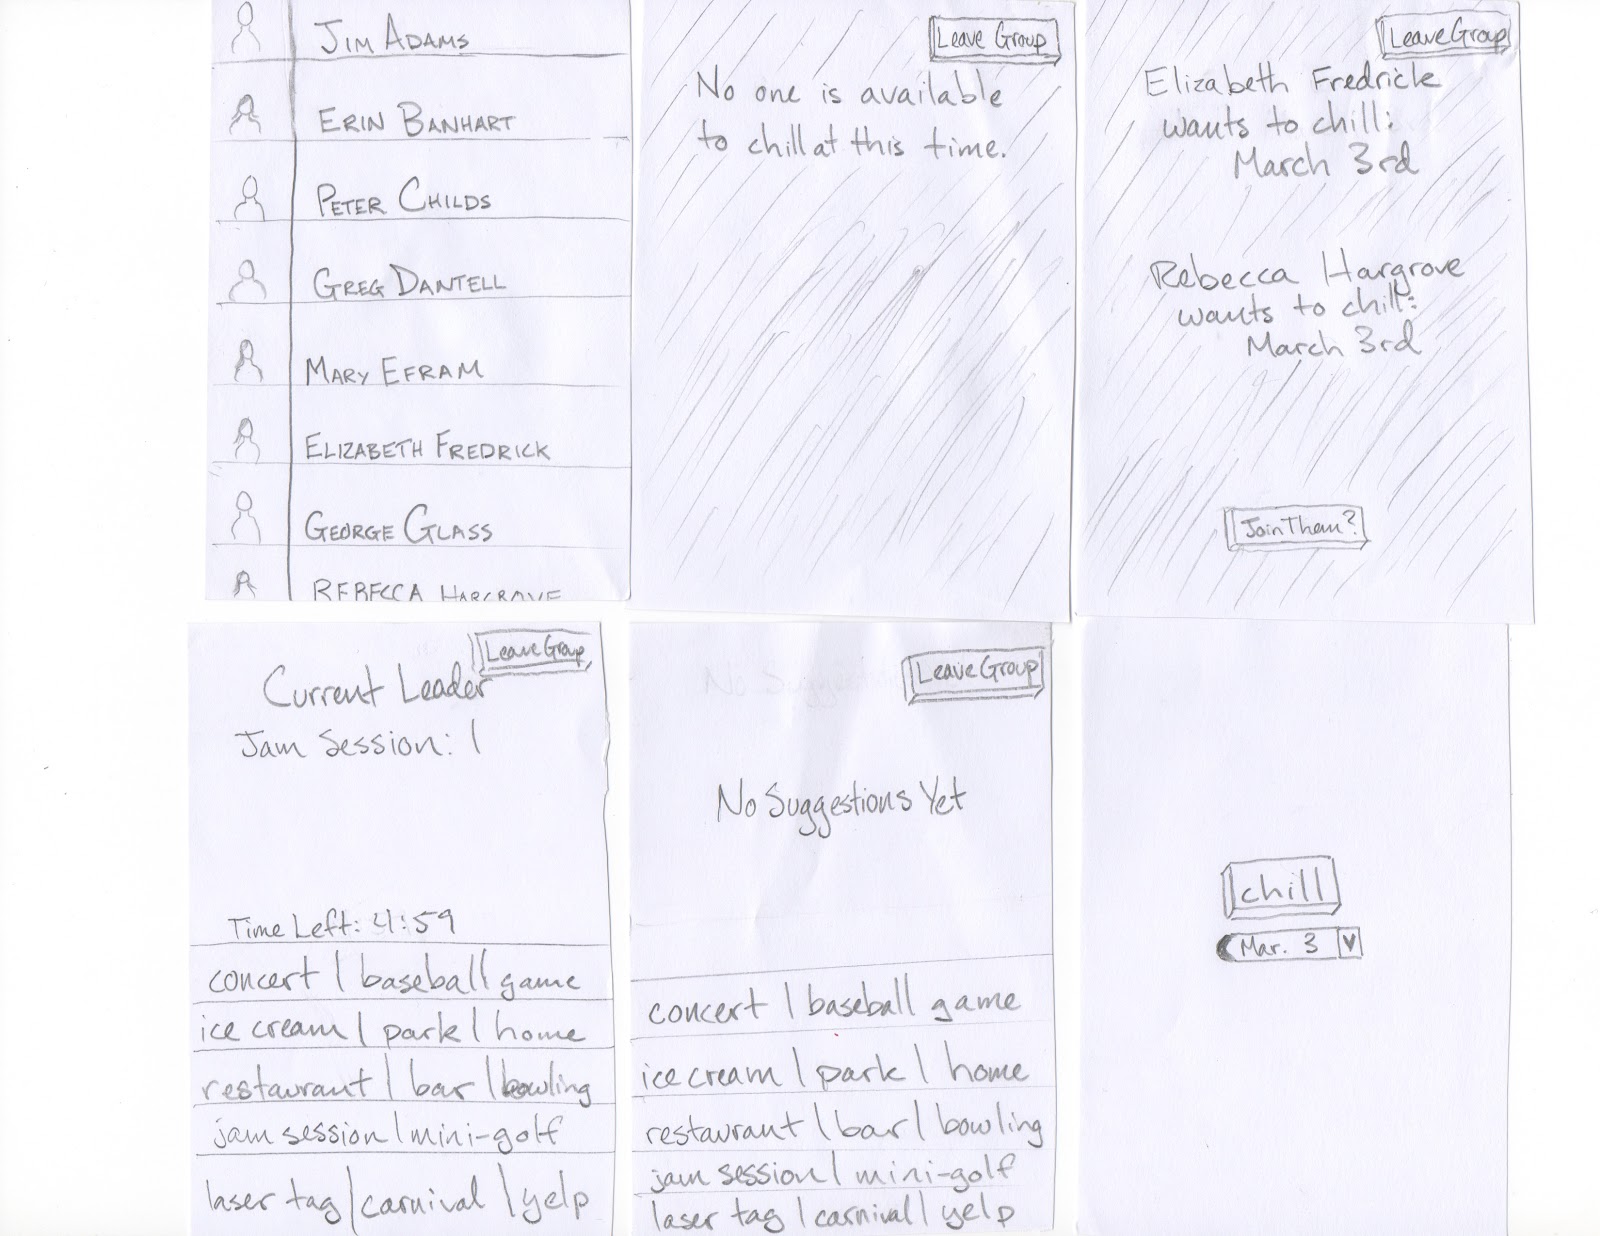 JIM ADAMS
ERIN BANHART
PETER CHILDS
GREG DANTELL
MARY EFRAM
ELIZABETH FREDRICK
GEORGE GLASS
REBECCA HARGROVE
Leave Group
No one is available
to chill at this time.
Leave Group
Elizabeth Fredrick
wants to chill:
March 3rd
Rebecca Hargrove
wants to chill:
March 3rd
Join Them?
Leave Group
Current Leader
Jam Session: 1
Time Left: 4:59
concert | baseball game
ice cream | park | home
restaurant | bar | bowling
jam session | mini-golf
laser tag | carnival | yelp
Leave Group
No Suggestions Yet
concert | baseball game
ice cream | park | home
restaurant | bar | bowling
jam session | mini-golf
laser tag | carnival | yelp
chill
Mar. 3 V